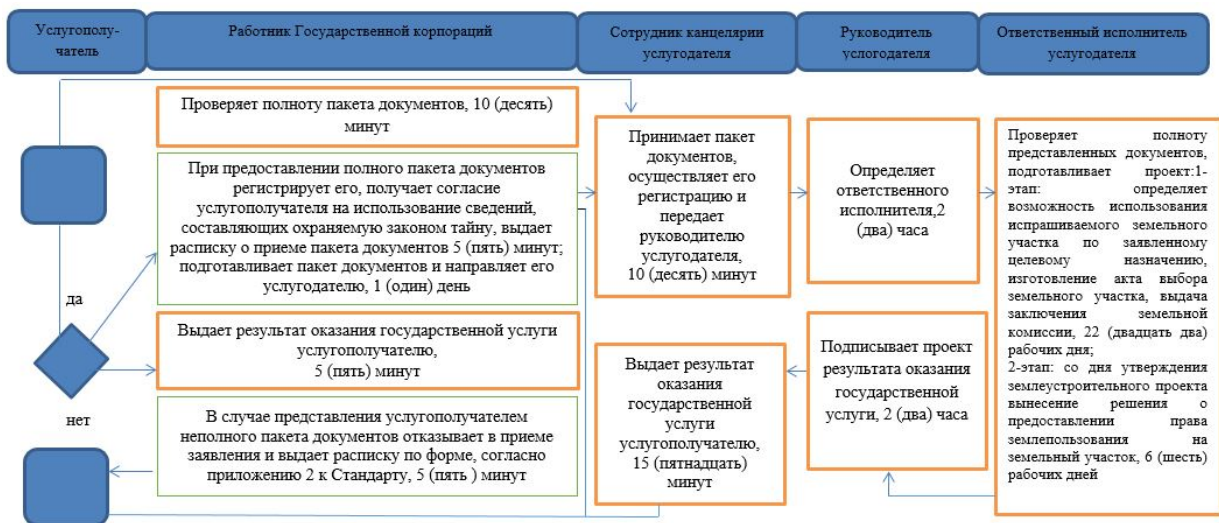 Услугополу-
чатель
Работник Государственной корпораций
Сотрудник канцелярии
услугодателя
Руководитель
услогодателя
Ответственный исполнитель
услугодателя
Проверяет полноту пакета документов, 10 (десять)
минут
При предоставлении полного пакета документов
регистрирует его, получает согласие
услугополучателя на использование сведений,
составляющих охраняемую законом тайну, выдает
расписку о приеме пакета документов 5 (пять) минут;
подготавливает пакет документов и направляет его
услугодателю, 1 (один) день
да
Выдает результат оказания государственной услуги
услугополучателю,
5 (пять) минут
нет
В случае представления услугополучателем
неполного пакета документов отказывает в приеме
заявления и выдает расписку по форме, согласно
приложению 2 к Стандарту, 5 (пять ) минут
Принимает пакет
документов,
осуществляет его
регистрацию и
передает
руководителю
услугодателя,
10 (десять) минут
Выдает результат
оказания
государственной
услуги
услугополучателю,
15 (пятнадцать)
минут
Определяет
ответственного
исполнителя,2
(два) часа
Подписывает проект
результата оказания
государственной
услуги, 2 (два) часа
Проверяет полноту
представленных документов,
подготавливает проект:1-
этап: определяет
возможность использования
испрашиваемого земельного
участка по заявленному
целевому назначению,
изготовление акта выбора
земельного участка, выдача
заключения земельной
комиссии, 22 (двадцать два)
рабочих дня;
2-этап: со дня утверждения
землеустроительного проекта
вынесение решения о
предоставлении права
землепользования на
земельный участок, 6 (шесть)
рабочих дней